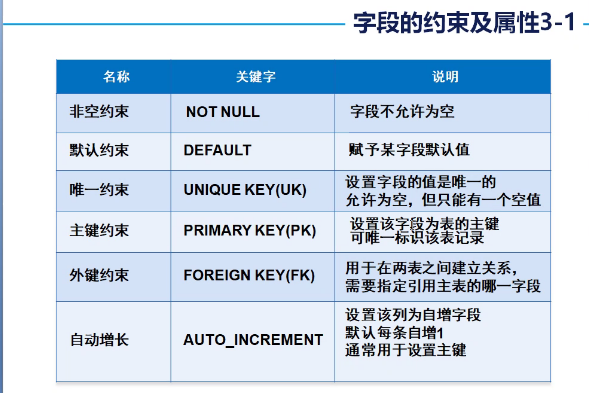 字段的约束及属性3-1
名称 关键字 说明
非空约束 NOT NULL 字段不允许为空
默认约束 DEFAULT 赋予某字段默认值
唯一约束 UNIQUE KEY(UK) 设置字段的值是唯一的
允许为空，但只能有一个空值
主键约束 PRIMARY KEY(PK) 设置该字段为表的主键
可唯一标识该表记录
外键约束 FOREIGN KEY(FK) 用于在两表之间建立关系，
需要指定引用主表的哪一字段
自动增长 AUTO_INCREMENT 设置该列为自增字段
默认每条自增1
通常用于设置主键